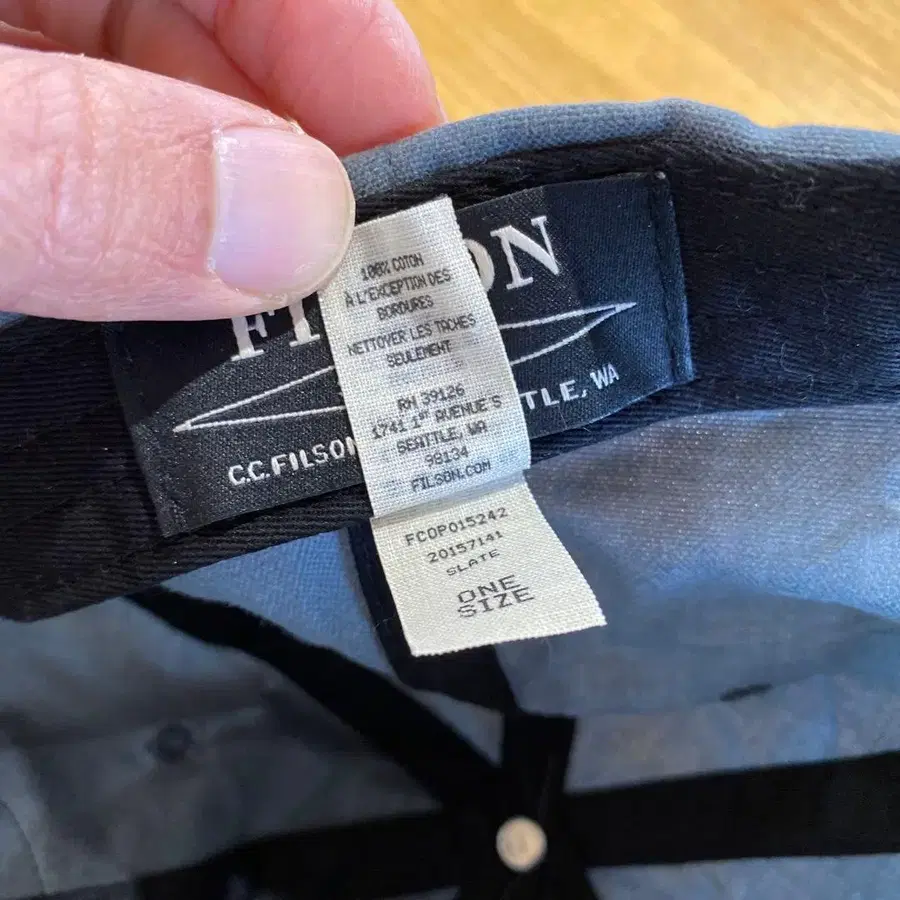 FI ON
C.C. FILSON TLE, WA
100% COTON
À L'EXCEPTION DES
BORDURES
NETTOYER LES TACHES
SEULEMENT
RN 39126
1741 1ST AVENUE S
SEATTLE, WA
98134
FILSON.COM
FCOP015242
20157141
SLATE
ONE
SIZE